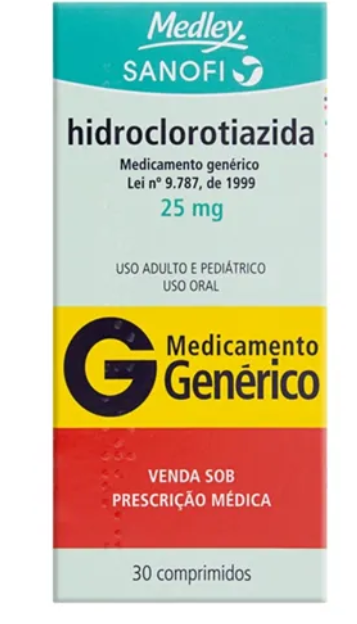 Medley.
SANOFI
hidroclorotiazida
Medicamento genérico
Lei nº 9.787, de 1999
25 mg
USO ADULTO E PEDIÁTRICO
USO ORAL
G Medicamento
Genérico
VENDA SOB
PRESCRIÇÃO MÉDICA
30 comprimidos